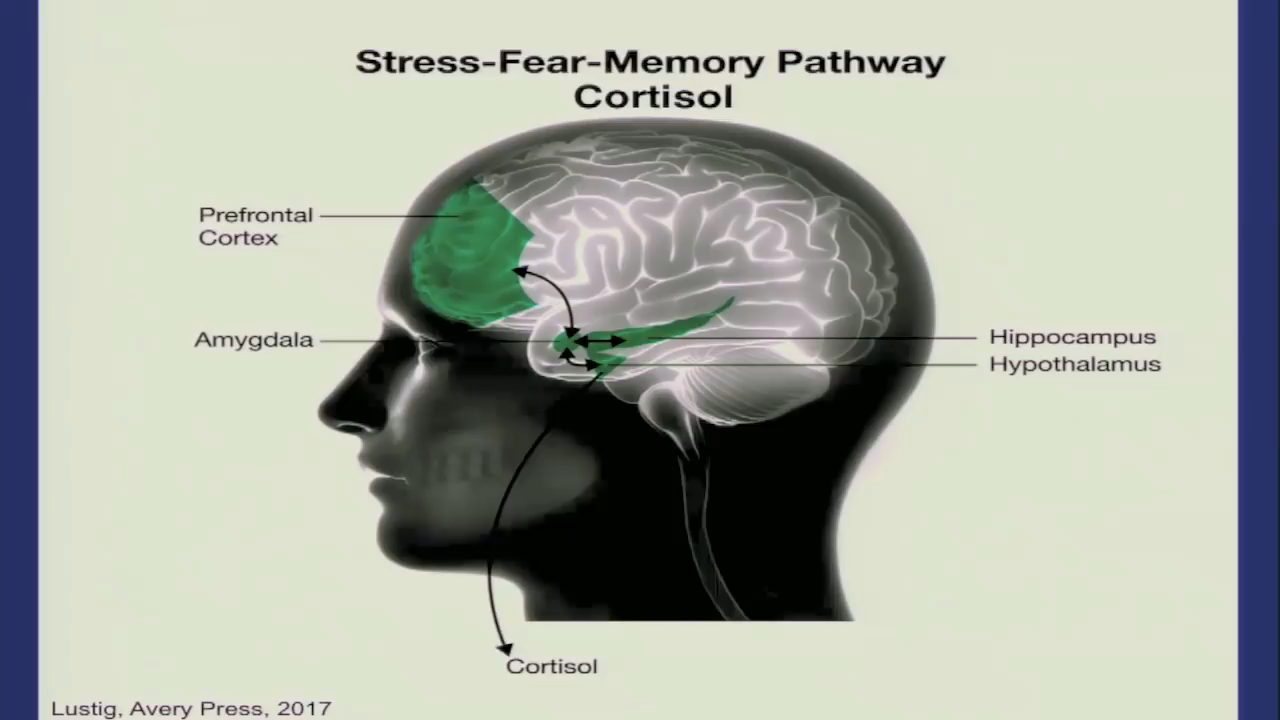 Stress-Fear-Memory Pathway
Cortisol
Prefrontal
Cortex
Amygdala
Hippocampus
Hypothalamus
Cortisol
Lustig, Avery Press, 2017